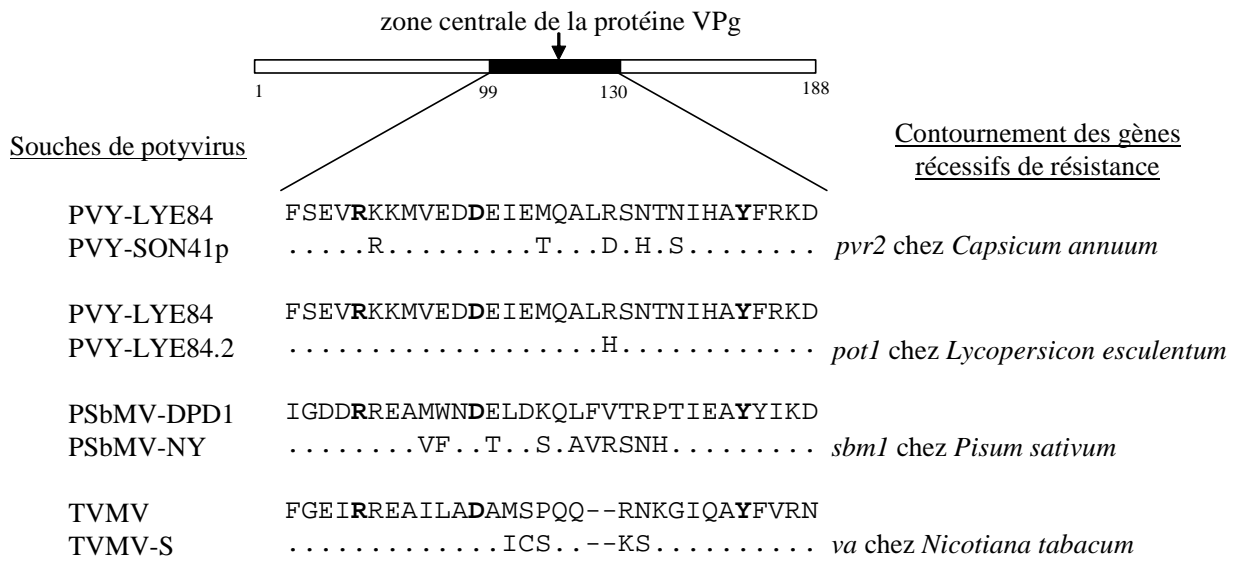 zone centrale de la protéine VPg
1 99 130 188
Souches de potyvirus
Contournement des gènes
récessifs de résistance
PVY-LYE84 FSEVRKKMVEDDEIEMQALRSNTNIHAYFRKD
PVY-SON41p .....R.........T...D.H.S........ pvr2 chez Capsicum annuum
PVY-LYE84 FSEVRKKMVEDDEIEMQALRSNTNIHAYFRKD
PVY-LYE84.2 ...................H............ pot1 chez Lycopersicon esculentum
PSbMV-DPD1 IGDDRREAMWNDELDKQLFVTRPTIEAYYIKD
PSbMV-NY ........VF..T..S.AVRSNH......... sbm1 chez Pisum sativum
TVMV FGEIRREAILADAMSPQQ--RNKGIQAYFVRN
TVMV-S .............ICS..--KS.......... va chez Nicotiana tabacum